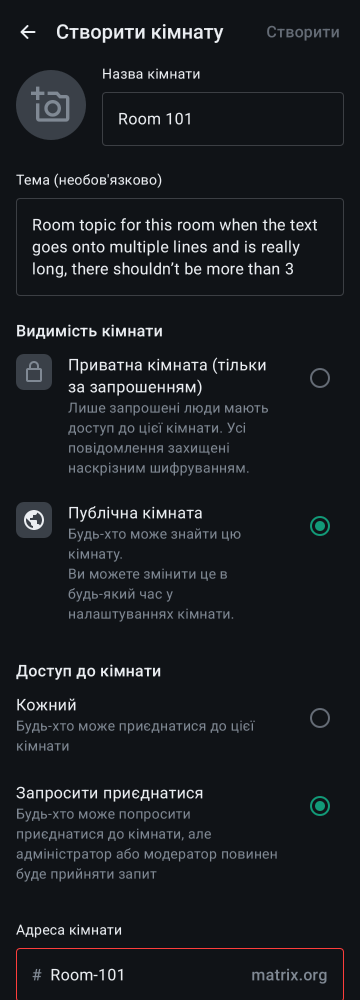 Створити кімнату
Створити
Назва кімнати
Room 101
Тема (необов'язково)
Room topic for this room when the text
goes onto multiple lines and is really
long, there shouldn’t be more than 3
Видимість кімнати
Приватна кімната (тільки
за запрошенням)
Лише запрошені люди мають
доступ до цієї кімнати. Усі
повідомлення захищені
наскрізним шифруванням.
Публічна кімната
Будь-хто може знайти цю
кімнату.
Ви можете змінити це в
будь-який час у
налаштуваннях кімнати.
Доступ до кімнати
Кожний
Будь-хто може приєднатися до цієї
кімнати
Запросити приєднатися
Будь-хто може попросити
приєднатися до кімнати, але
адміністратор або модератор повинен
буде прийняти запит
Адреса кімнати
# Room-101 matrix.org